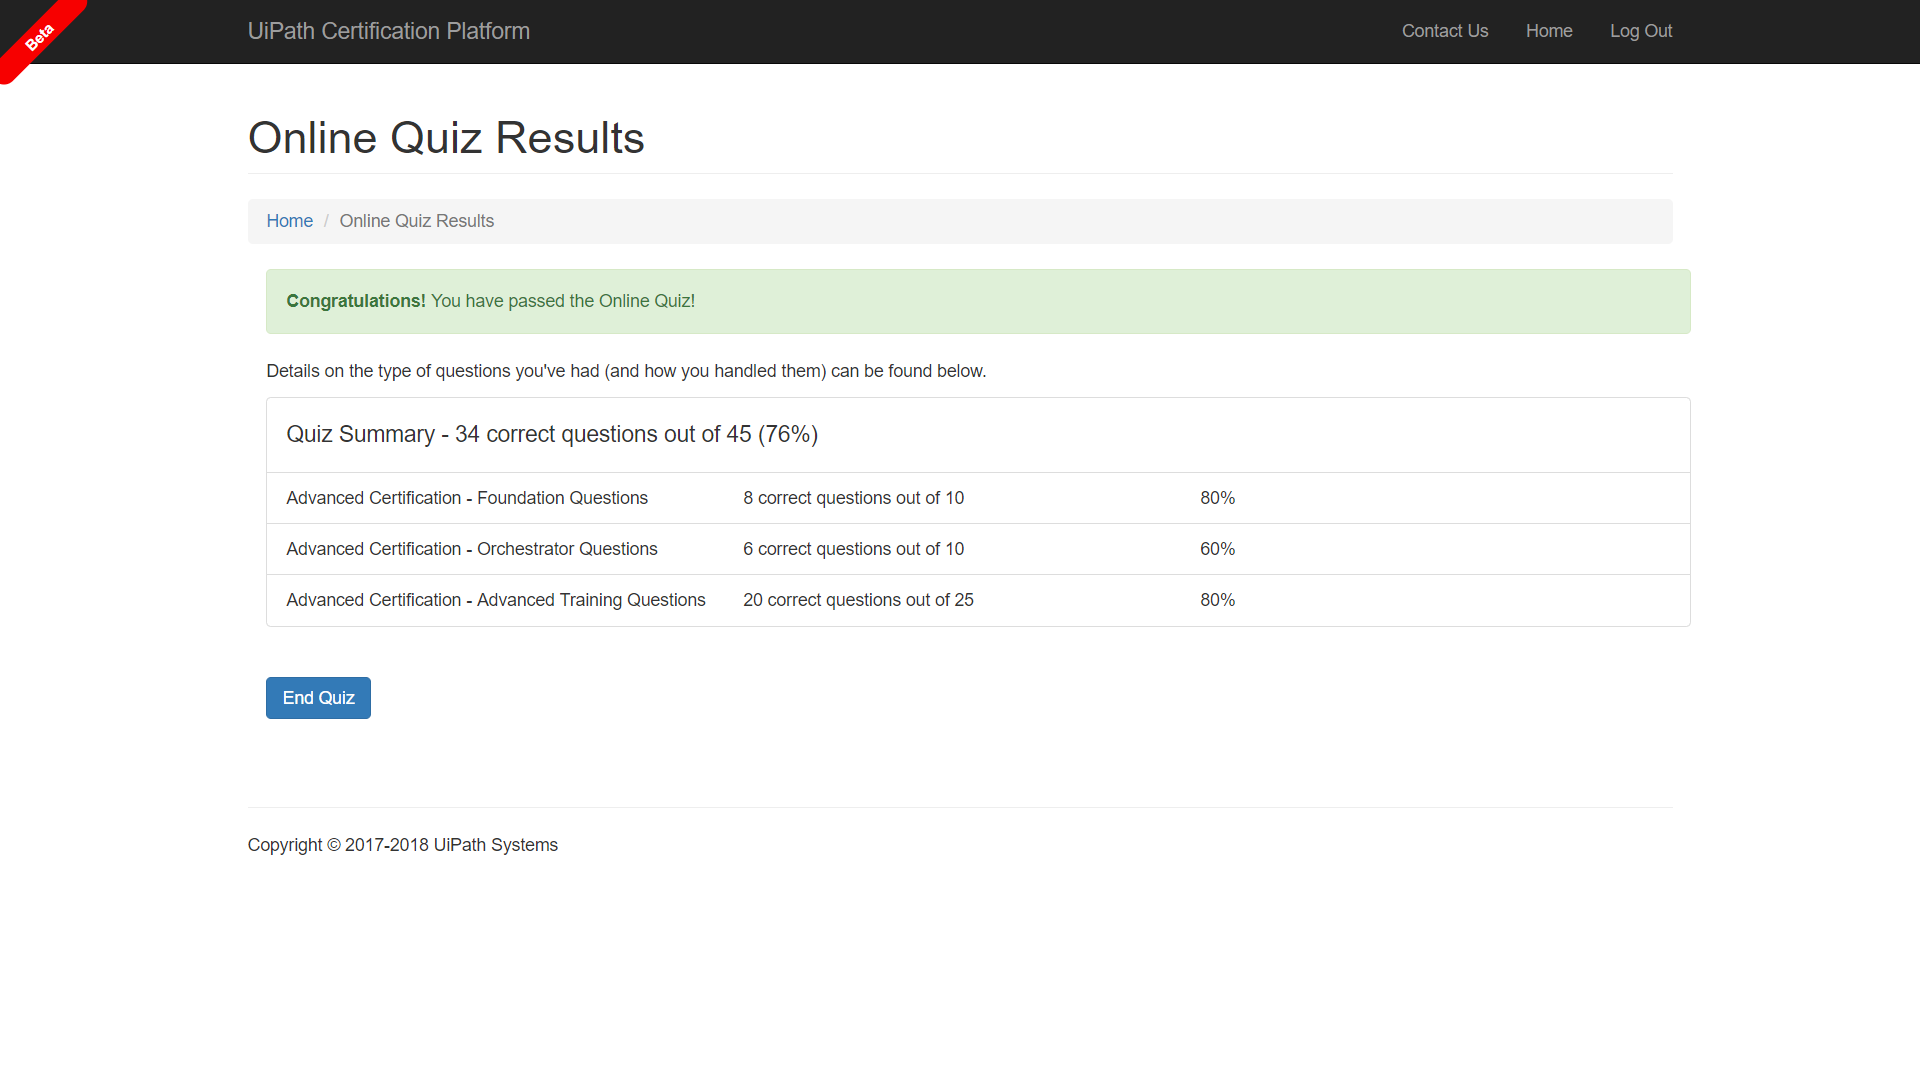 Beta
UiPath Certification Platform
Contact Us Home Log Out
Online Quiz Results
Home / Online Quiz Results
Congratulations! You have passed the Online Quiz!
Details on the type of questions you've had (and how you handled them) can be found below.
Quiz Summary - 34 correct questions out of 45 (76%)
Advanced Certification - Foundation Questions 8 correct questions out of 10 80%
Advanced Certification - Orchestrator Questions 6 correct questions out of 10 60%
Advanced Certification - Advanced Training Questions 20 correct questions out of 25 80%
End Quiz
Copyright © 2017-2018 UiPath Systems